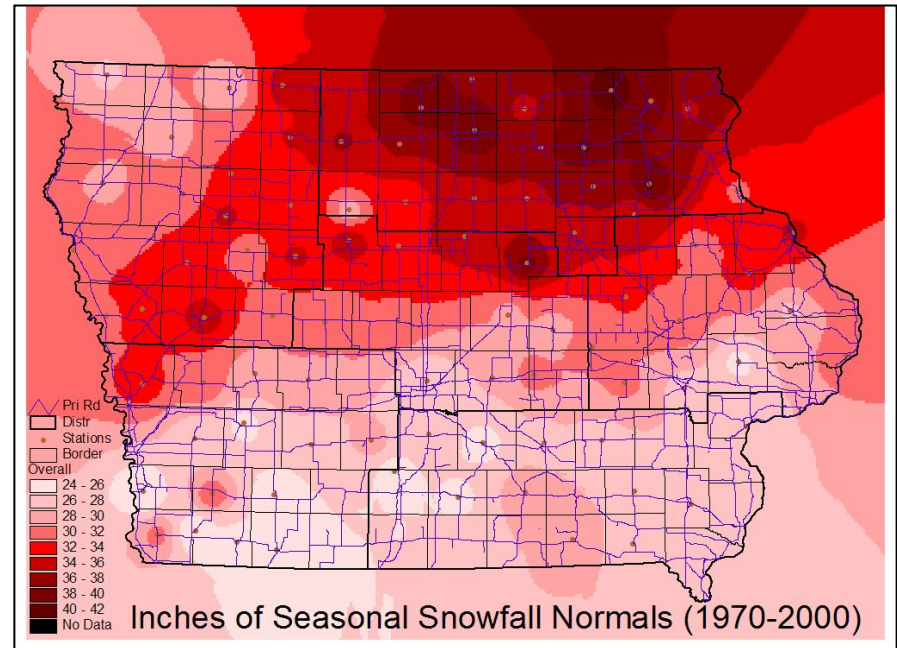 Pri Rd
Distr
Stations
Border
Overall
24 - 26
26 - 28
28 - 30
30 - 32
32 - 34
34 - 36
36 - 38
38 - 40
40 - 42
No Data
Inches of Seasonal Snowfall Normals (1970-2000)